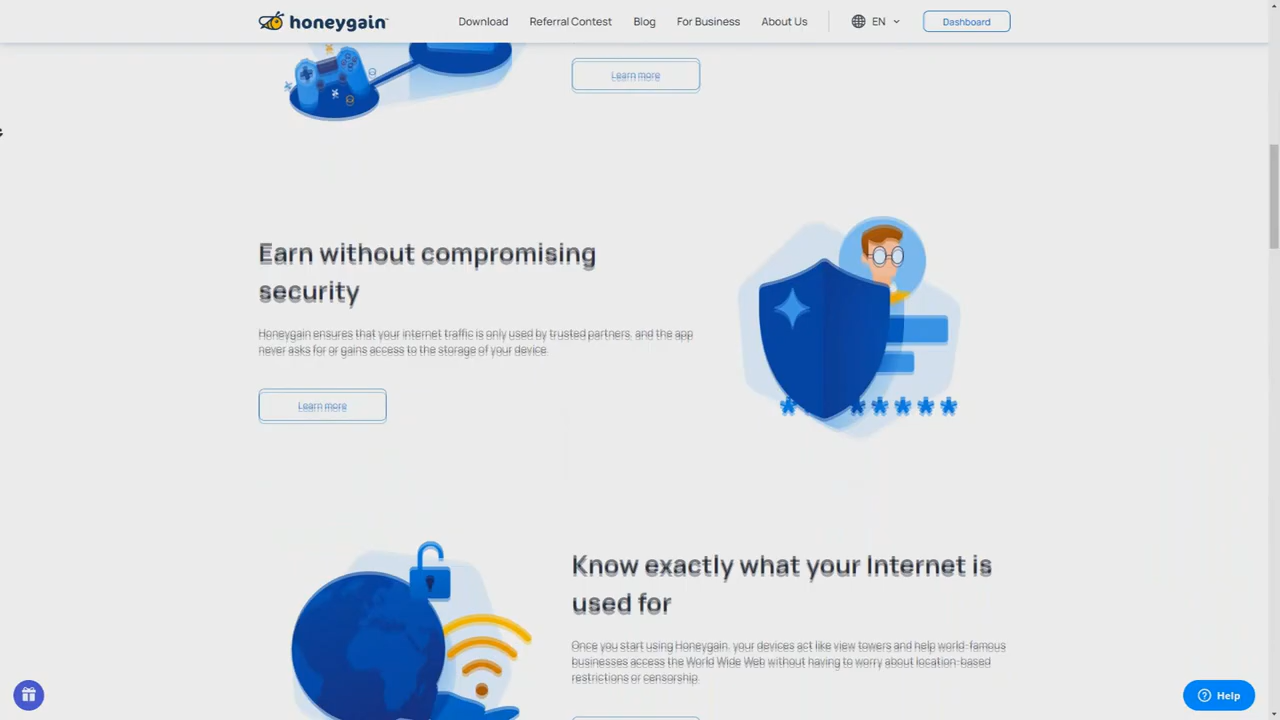 honeygain
Download
Referral Contest
Blog
For Business
About Us
EN
Dashboard
Learn more
Earn without compromising
security
Honeygain ensures that your internet traffic is only used by trusted partners, and the app
never asks for or gains access to the storage of your device.
Learn more
Know exactly what your Internet is
used for
Once you start using Honeygain, your devices act like view towers and help world-famous
businesses access the World Wide Web without having to worry about location-based
restrictions or censorship.
Help